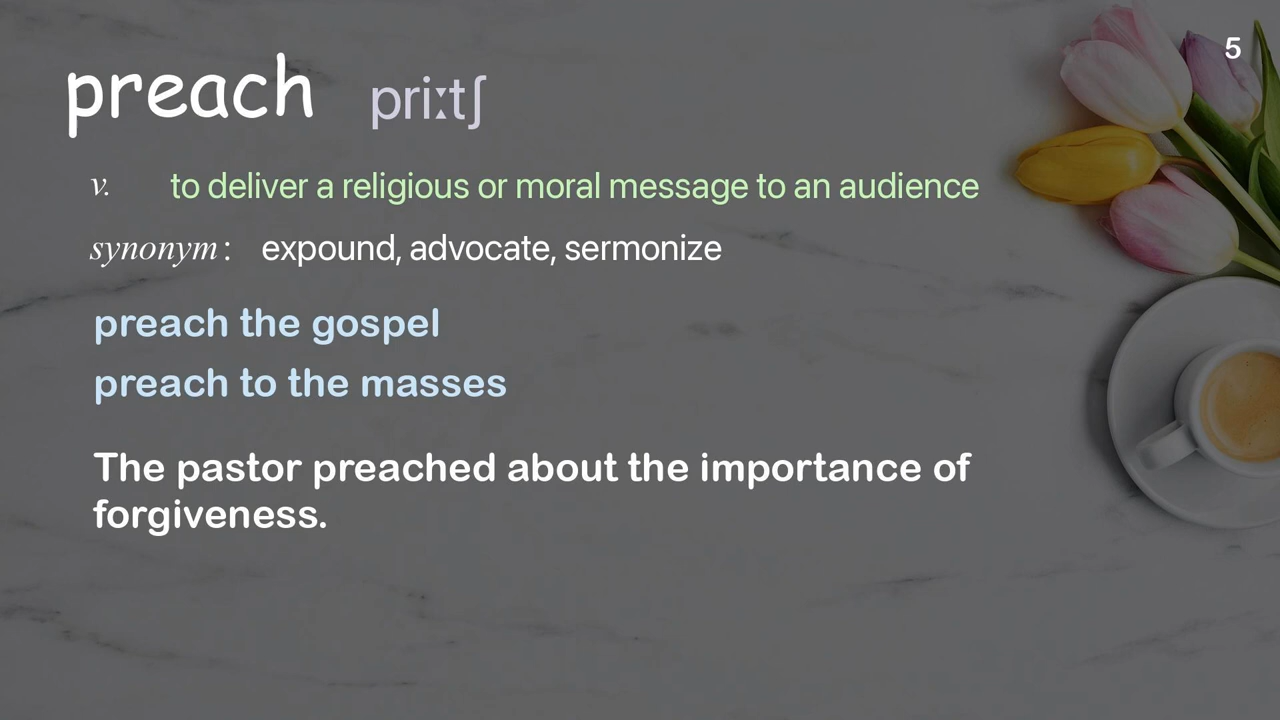 5
preach priːtʃ
v. to deliver a religious or moral message to an audience
synonym: expound, advocate, sermonize
preach the gospel
preach to the masses
The pastor preached about the importance of
forgiveness.